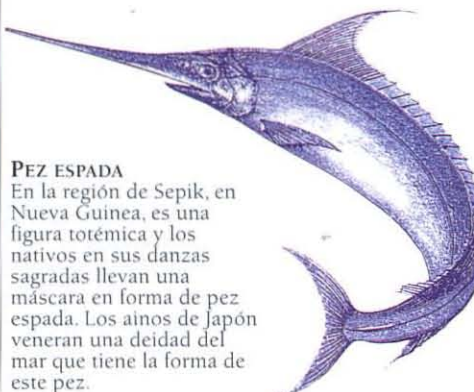 PEZ ESPADA
En la región de Sepik, en
Nueva Guinea, es una
figura totémica y los
nativos en sus danzas
sagradas llevan una
máscara en forma de pez
espada. Los ainos de Japón
veneran una deidad del
mar que tiene la forma de
este pez.